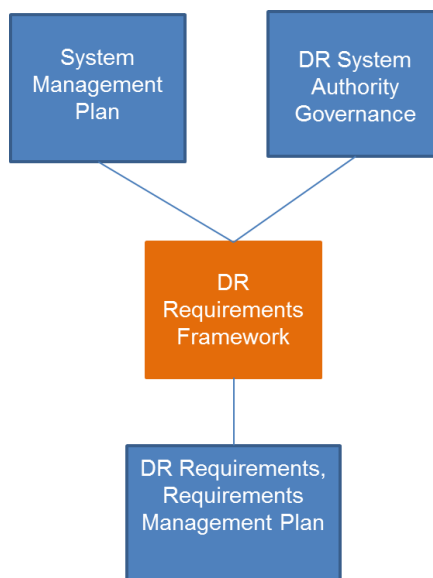 System
Management
Plan
DR System
Authority
Governance
DR
Requirements
Framework
DR Requirements,
Requirements
Management Plan